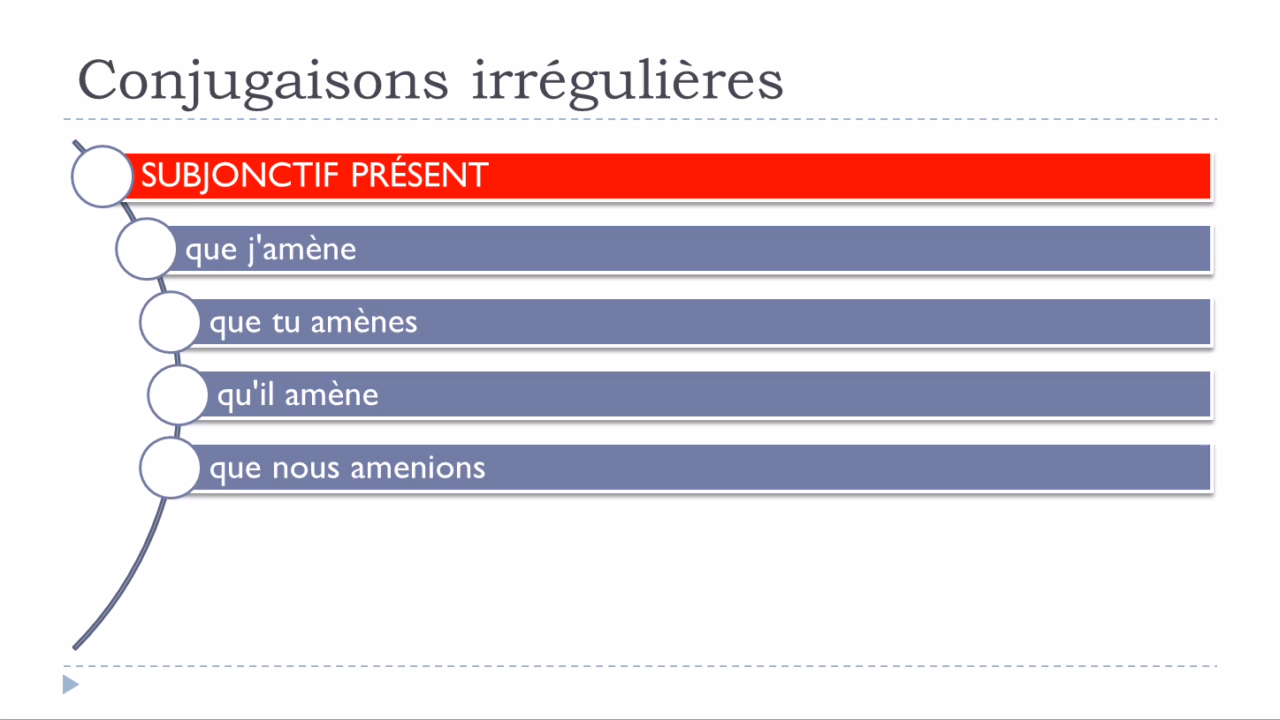 Conjugaisons irrégulières
SUBJONCTIF PRÉSENT
que j'amène
que tu amènes
qu'il amène
que nous amenions